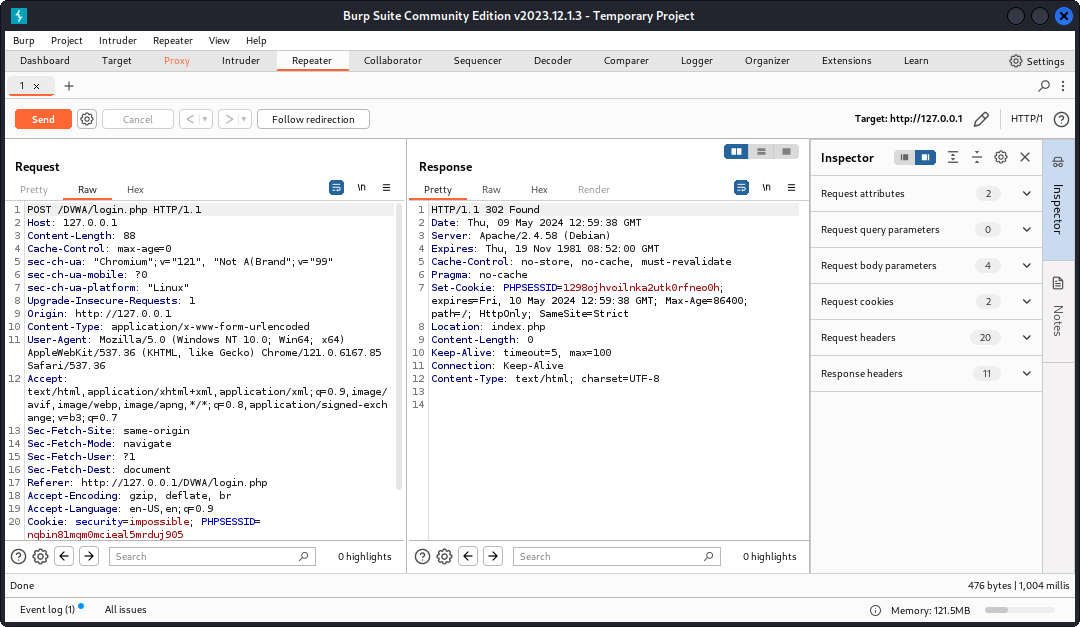 Burp Suite Community Edition v2023.12.1.3 - Temporary Project
Burp Project Intruder Repeater View Help
Dashboard Target Proxy Intruder Repeater Collaborator Sequencer Decoder Comparer Logger Organizer Extensions Learn Settings
1 × +
Send Cancel < > Follow redirection Target: http://127.0.0.1 HTTP/1 ?
Request
Pretty Raw Hex \n
1 POST /DVWA/login.php HTTP/1.1
2 Host: 127.0.0.1
3 Content-Length: 88
4 Cache-Control: max-age=0
5 sec-ch-ua: "Chromium";v="121", "Not A(Brand";v="99"
6 sec-ch-ua-mobile: ?0
7 sec-ch-ua-platform: "Linux"
8 Upgrade-Insecure-Requests: 1
9 Origin: http://127.0.0.1
10 Content-Type: application/x-www-form-urlencoded
11 User-Agent: Mozilla/5.0 (Windows NT 10.0; Win64; x64)
AppleWebKit/537.36 (KHTML, like Gecko) Chrome/121.0.6167.85
Safari/537.36
12 Accept:
text/html,application/xhtml+xml,application/xml;q=0.9,image/
avif,image/webp,image/apng,*/*;q=0.8,application/signed-exch
ange;v=b3;q=0.7
13 Sec-Fetch-Site: same-origin
14 Sec-Fetch-Mode: navigate
15 Sec-Fetch-User: ?1
16 Sec-Fetch-Dest: document
17 Referer: http://127.0.0.1/DVWA/login.php
18 Accept-Encoding: gzip, deflate, br
19 Accept-Language: en-US,en;q=0.9
20 Cookie: security=impossible; PHPSESSID=
nqbin81mqm0mcieal5mrduj905
? Search 0 highlights
Response
Pretty Raw Hex Render \n
1 HTTP/1.1 302 Found
2 Date: Thu, 09 May 2024 12:59:38 GMT
3 Server: Apache/2.4.58 (Debian)
4 Expires: Thu, 19 Nov 1981 08:52:00 GMT
5 Cache-Control: no-store, no-cache, must-revalidate
6 Pragma: no-cache
7 Set-Cookie: PHPSESSID=1298ojhvoilnka2utk0rfneo0h;
expires=Fri, 10 May 2024 12:59:38 GMT; Max-Age=86400;
path=/; HttpOnly; SameSite=Strict
8 Location: index.php
9 Content-Length: 0
10 Keep-Alive: timeout=5, max=100
11 Connection: Keep-Alive
12 Content-Type: text/html; charset=UTF-8
13
14
? Search 0 highlights
Inspector
Request attributes 2
Request query parameters 0
Request body parameters 4
Request cookies 2
Request headers 20
Response headers 11
Inspector
Notes
Done 476 bytes | 1,004 millis
Event log (1) All issues Memory: 121.5MB